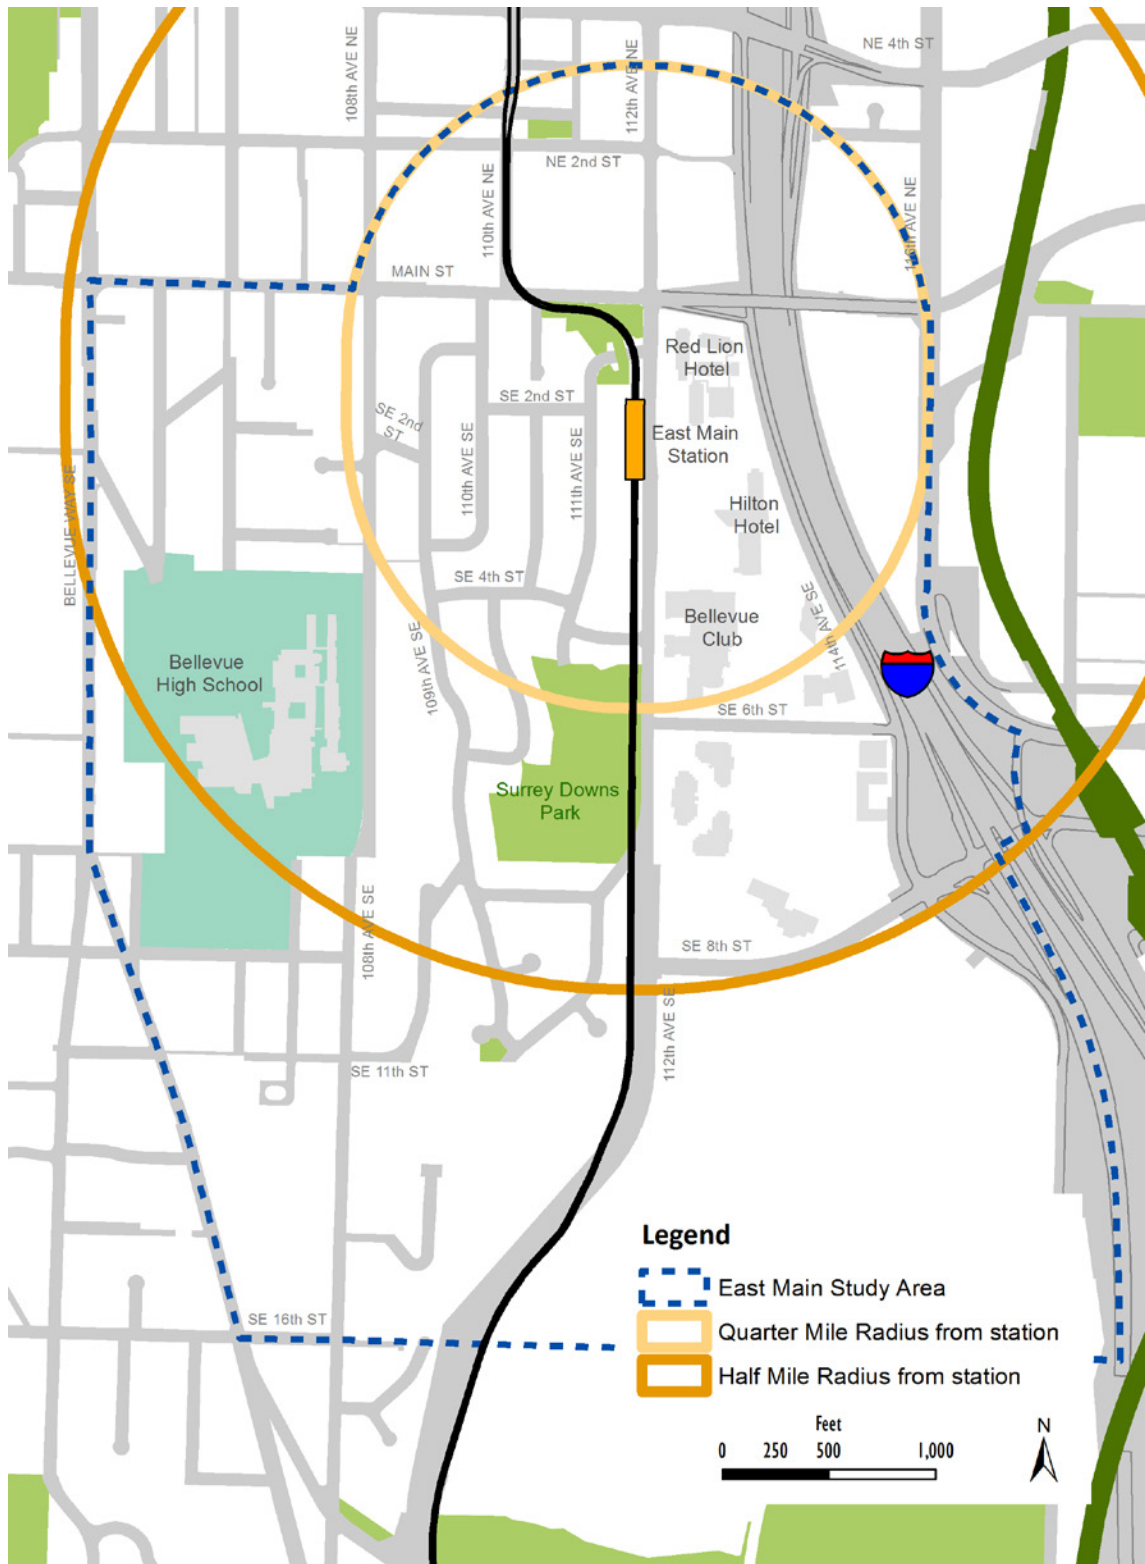 NE 4th ST
108th AVE NE
112th AVE NE
NE 2nd ST
110th AVE NE
116th AVE NE
MAIN ST
Red Lion
Hotel
SE 2nd ST
SE 2nd
ST
East Main
Station
110th AVE SE
111th AVE SE
Hilton
Hotel
BELLEVUE WAY SE
SE 4th ST
Bellevue
Club
114th AVE SE
109th AVE SE
Bellevue
High School
SE 6th ST
Surrey Downs
Park
108th AVE SE
SE 8th ST
112th AVE SE
SE 11th ST
Legend
East Main Study Area
SE 16th ST
Quarter Mile Radius from station
Half Mile Radius from station
Feet
N
0 250 500 1,000